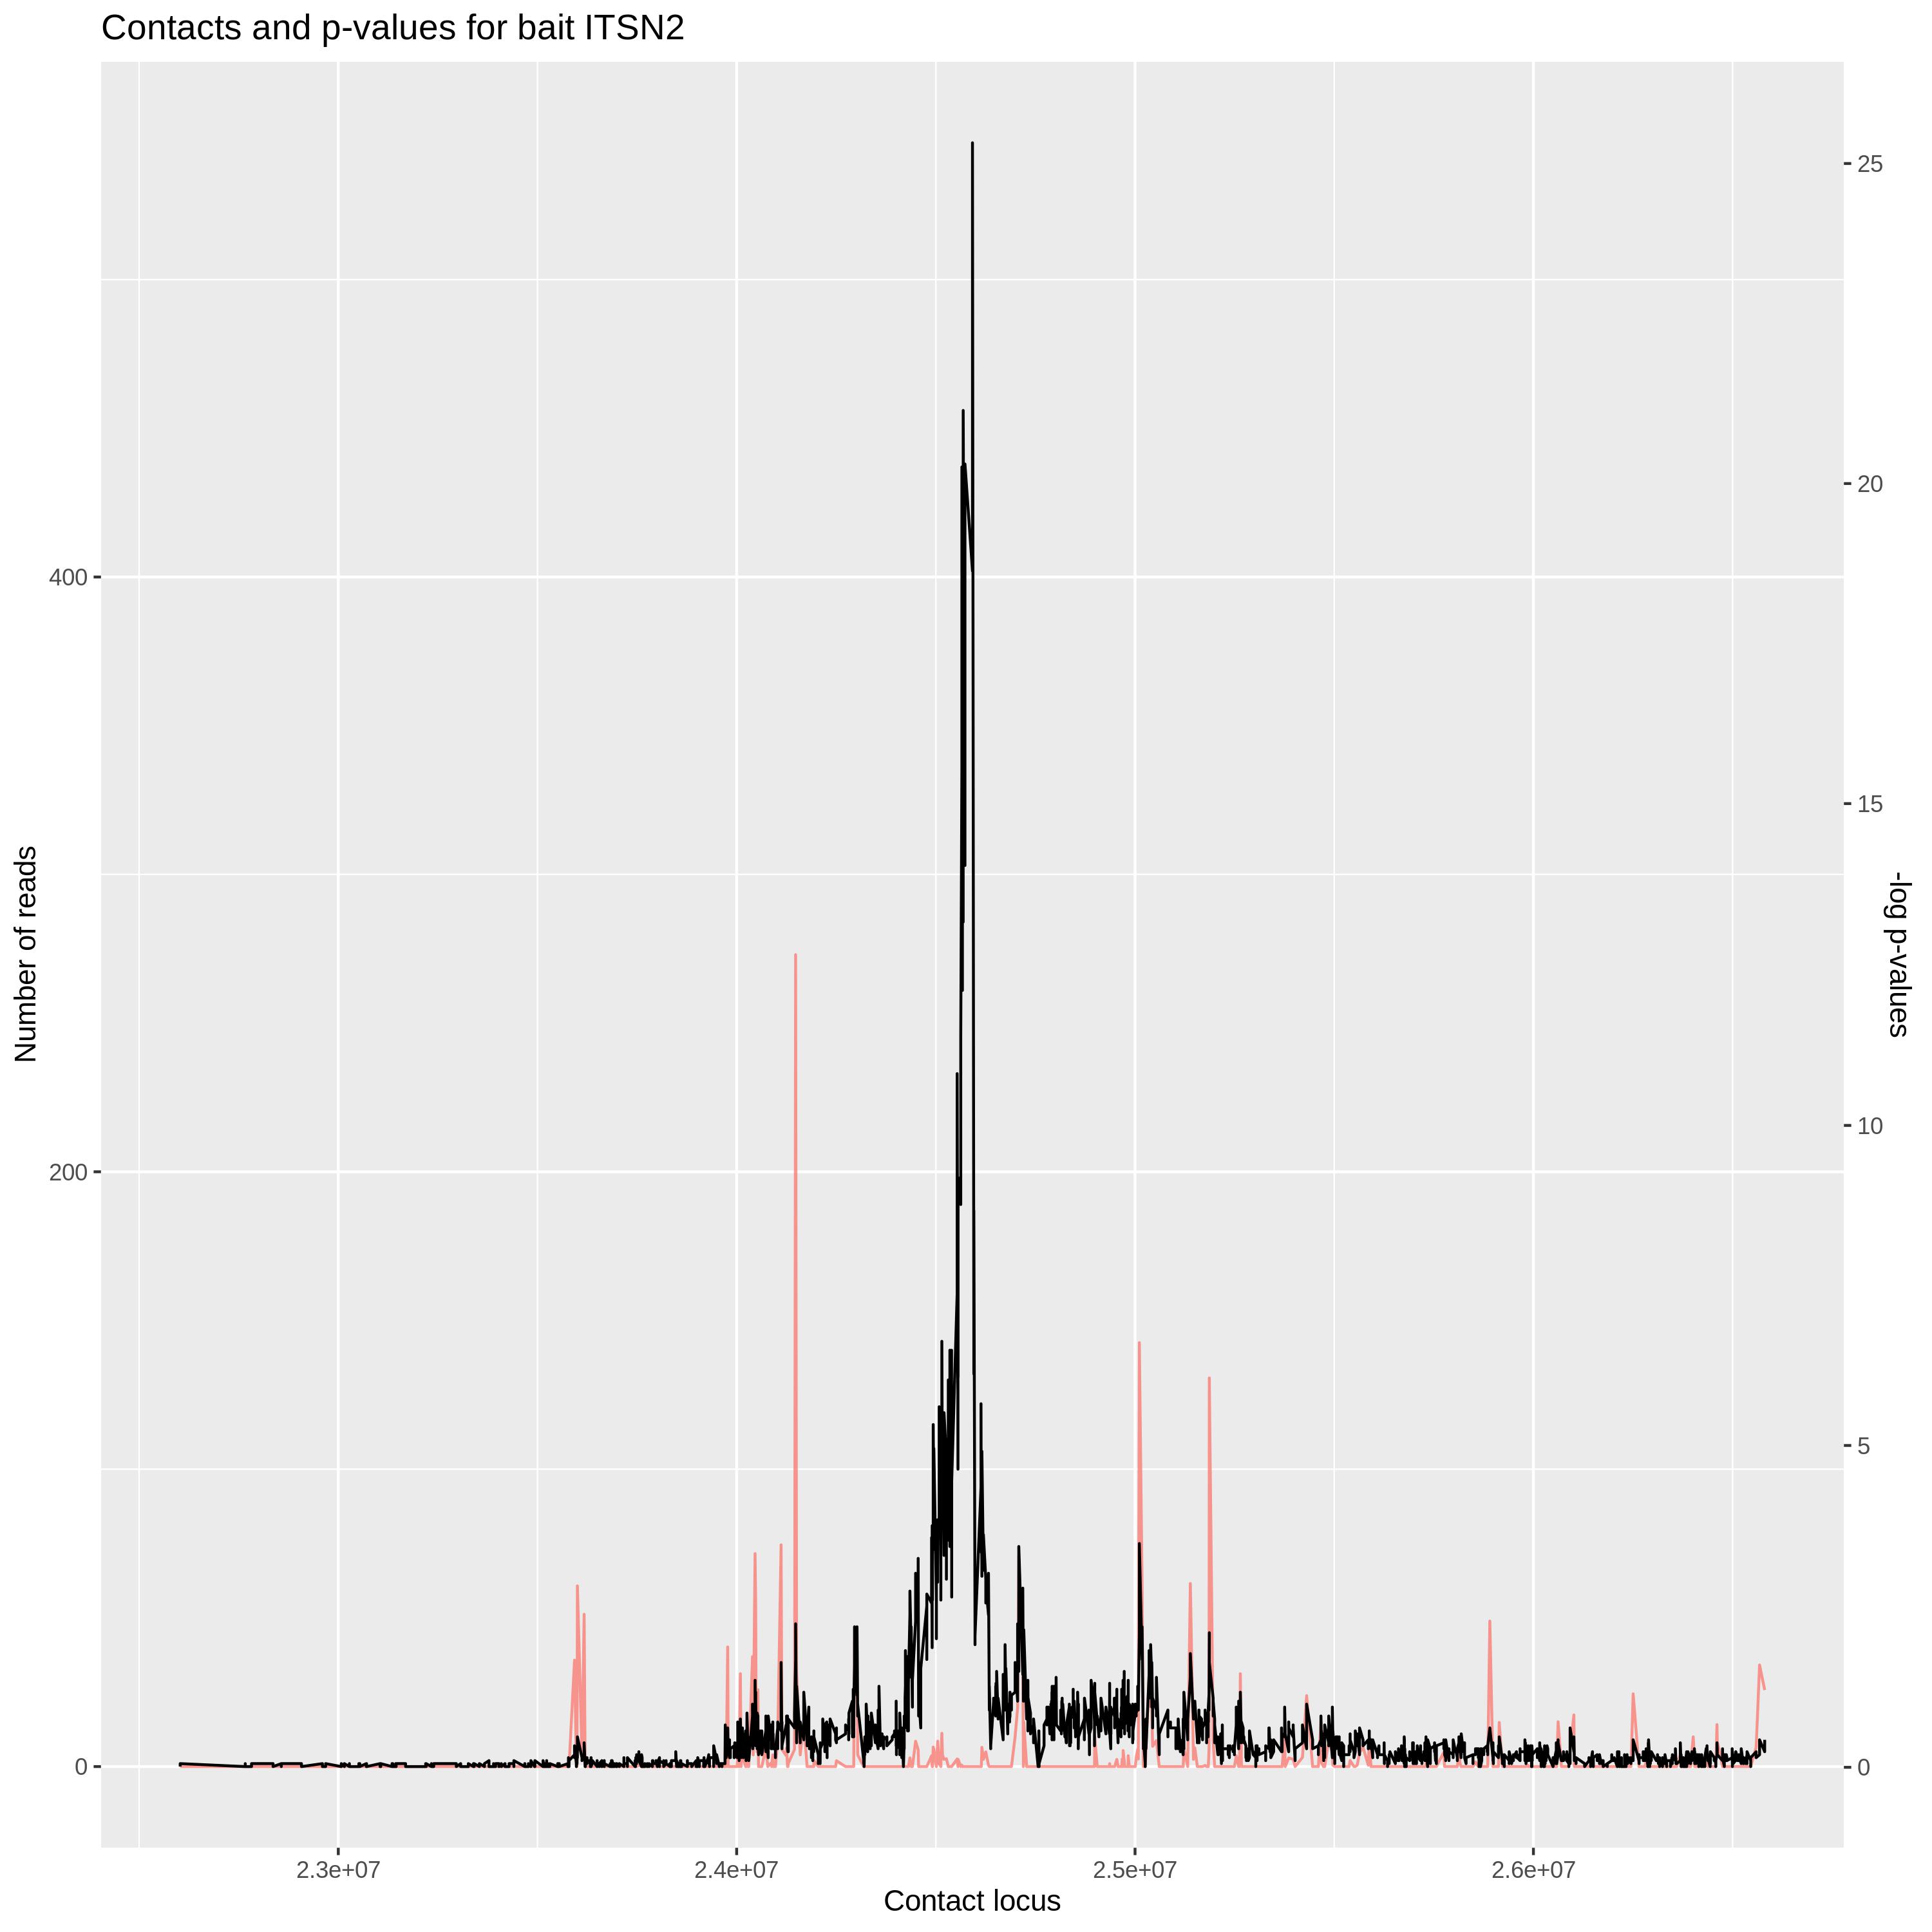 Contacts and p-values for bait ITSN2
Number of reads
400
200
0
25
20
15
10
5
0
-log p-values
2.3e+07
2.4e+07
2.5e+07
2.6e+07
Contact locus